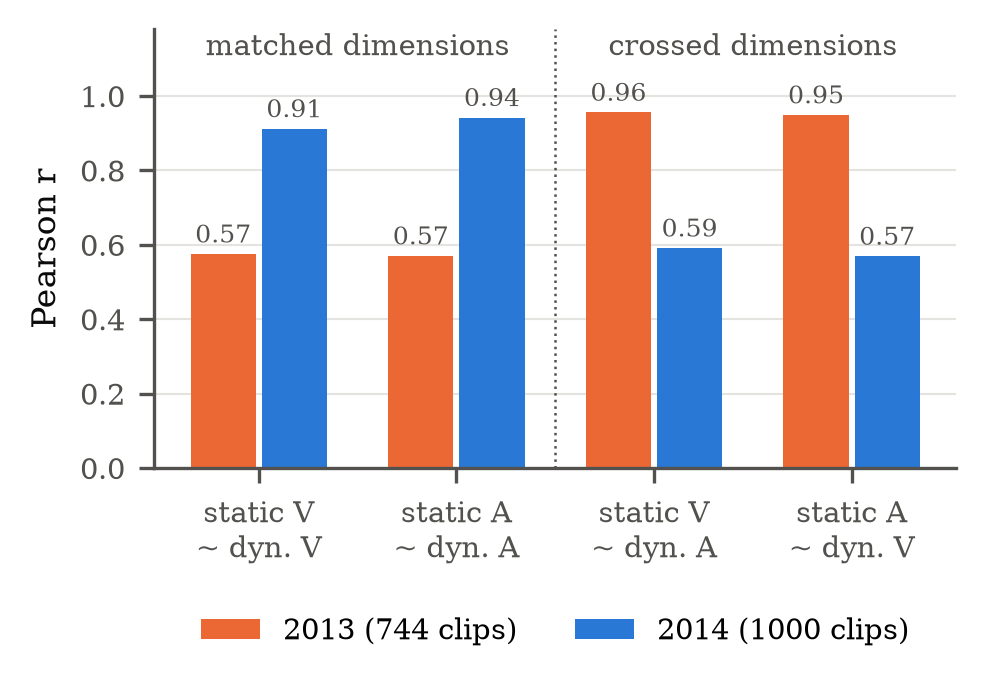 matched dimensions
crossed dimensions
Pearson r
1.0
0.8
0.6
0.4
0.2
0.0
0.57
0.91
0.57
0.94
0.96
0.59
0.95
0.57
static V
~ dyn. V
static A
~ dyn. A
static V
~ dyn. A
static A
~ dyn. V
2013 (744 clips)
2014 (1000 clips)